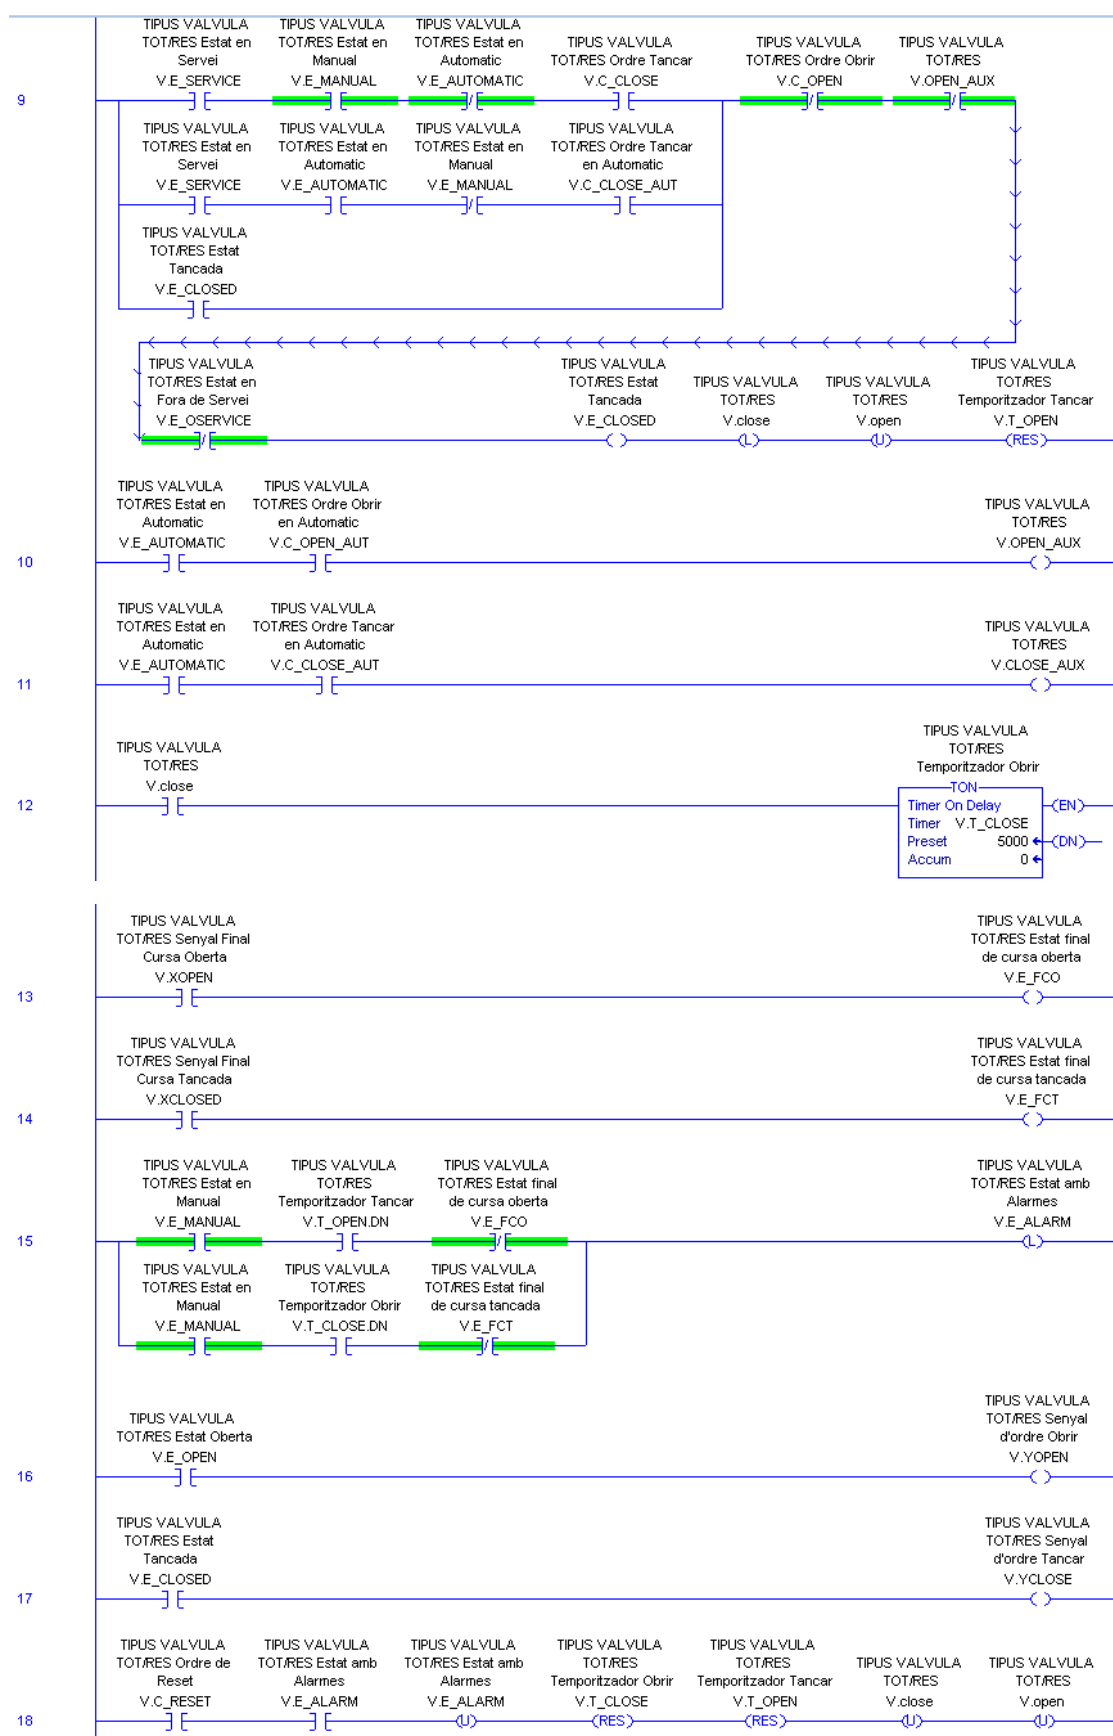 TIPUS VALVULA TIPUS VALVULA TIPUS VALVULA TIPUS VALVULA TIPUS VALVULA TIPUS VALVULA
TOT/RES Estat en TOT/RES Estat en TOT/RES Estat en TOT/RES Ordre Tancar TOT/RES Ordre Obrir TOT/RES
Servei Manual Automatic V.C_CLOSE V.C_OPEN V.OPEN_AUX
V.E_SERVICE V.E_MANUAL V.E_AUTOMATIC
9
TIPUS VALVULA TIPUS VALVULA TIPUS VALVULA TIPUS VALVULA
TOT/RES Estat en TOT/RES Estat en TOT/RES Estat en TOT/RES Ordre Tancar
Servei Automatic Manual en Automatic
V.E_SERVICE V.E_AUTOMATIC V.E_MANUAL V.C_CLOSE_AUT
TIPUS VALVULA
TOT/RES Estat
Tancada
V.E_CLOSED
TIPUS VALVULA TIPUS VALVULA TIPUS VALVULA TIPUS VALVULA TIPUS VALVULA
TOT/RES Estat en TOT/RES Estat TOT/RES TOT/RES TOT/RES
Fora de Servei Tancada V.close V.open Temporitzador Tancar
V.E_OSERVICE V.E_CLOSED V.T_OPEN
L U RES
TIPUS VALVULA TIPUS VALVULA TIPUS VALVULA
TOT/RES Estat en TOT/RES Ordre Obrir TOT/RES
Automatic en Automatic V.OPEN_AUX
V.E_AUTOMATIC V.C_OPEN_AUT
10
TIPUS VALVULA TIPUS VALVULA TIPUS VALVULA
TOT/RES Estat en TOT/RES Ordre Tancar TOT/RES
Automatic en Automatic V.CLOSE_AUX
V.E_AUTOMATIC V.C_CLOSE_AUT
11
TIPUS VALVULA TIPUS VALVULA
TOT/RES TOT/RES
V.close Temporitzador Obrir
12
TON
Timer On Delay EN
Timer V.T_CLOSE
Preset 5000 DN
Accum 0
TIPUS VALVULA TIPUS VALVULA
TOT/RES Senyal Final TOT/RES Estat final
Cursa Oberta de cursa oberta
V.XOPEN V.E_FCO
13
TIPUS VALVULA TIPUS VALVULA
TOT/RES Senyal Final TOT/RES Estat final
Cursa Tancada de cursa tancada
V.XCLOSED V.E_FCT
14
TIPUS VALVULA TIPUS VALVULA TIPUS VALVULA TIPUS VALVULA
TOT/RES Estat en TOT/RES TOT/RES Estat final TOT/RES Estat amb
Manual Temporitzador Tancar de cursa oberta Alarmes
V.E_MANUAL V.T_OPEN.DN V.E_FCO V.E_ALARM
15 L
TIPUS VALVULA TIPUS VALVULA TIPUS VALVULA
TOT/RES Estat en TOT/RES TOT/RES Estat final
Manual Temporitzador Obrir de cursa tancada
V.E_MANUAL V.T_CLOSE.DN V.E_FCT
TIPUS VALVULA TIPUS VALVULA
TOT/RES Estat Oberta TOT/RES Senyal
V.E_OPEN d'ordre Obrir
V.YOPEN
16
TIPUS VALVULA TIPUS VALVULA
TOT/RES Estat TOT/RES Senyal
Tancada d'ordre Tancar
V.E_CLOSED V.YCLOSE
17
TIPUS VALVULA TIPUS VALVULA TIPUS VALVULA TIPUS VALVULA TIPUS VALVULA TIPUS VALVULA TIPUS VALVULA
TOT/RES Ordre de TOT/RES Estat amb TOT/RES Estat amb TOT/RES TOT/RES TOT/RES TOT/RES
Reset Alarmes Alarmes Temporitzador Obrir Temporitzador Tancar V.close V.open
V.C_RESET V.E_ALARM V.E_ALARM V.T_CLOSE V.T_OPEN
18 U RES RES U U